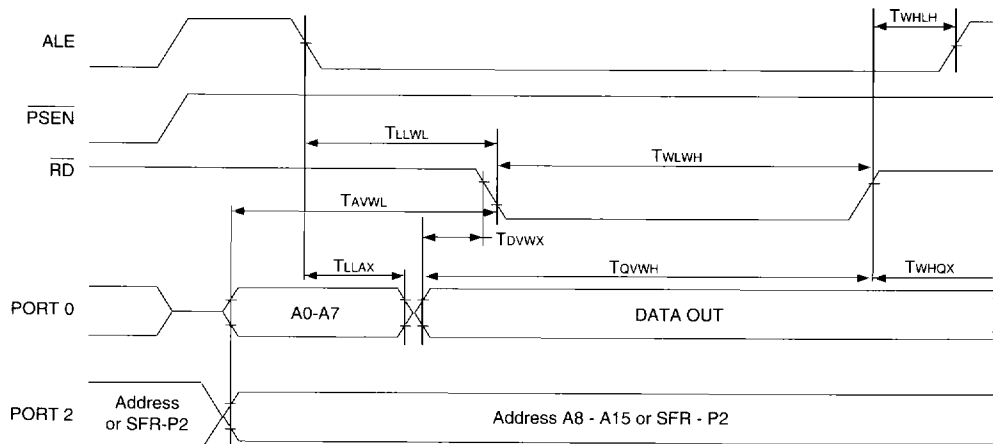 TWHLH
ALE
PSEN
TLLWL
TWLWH
RD
TAVWL
TDVWX
TLLAX
TQVWH
TWHQX
PORT 0
A0-A7
DATA OUT
PORT 2
Address
or SFR-P2
Address A8 - A15 or SFR - P2